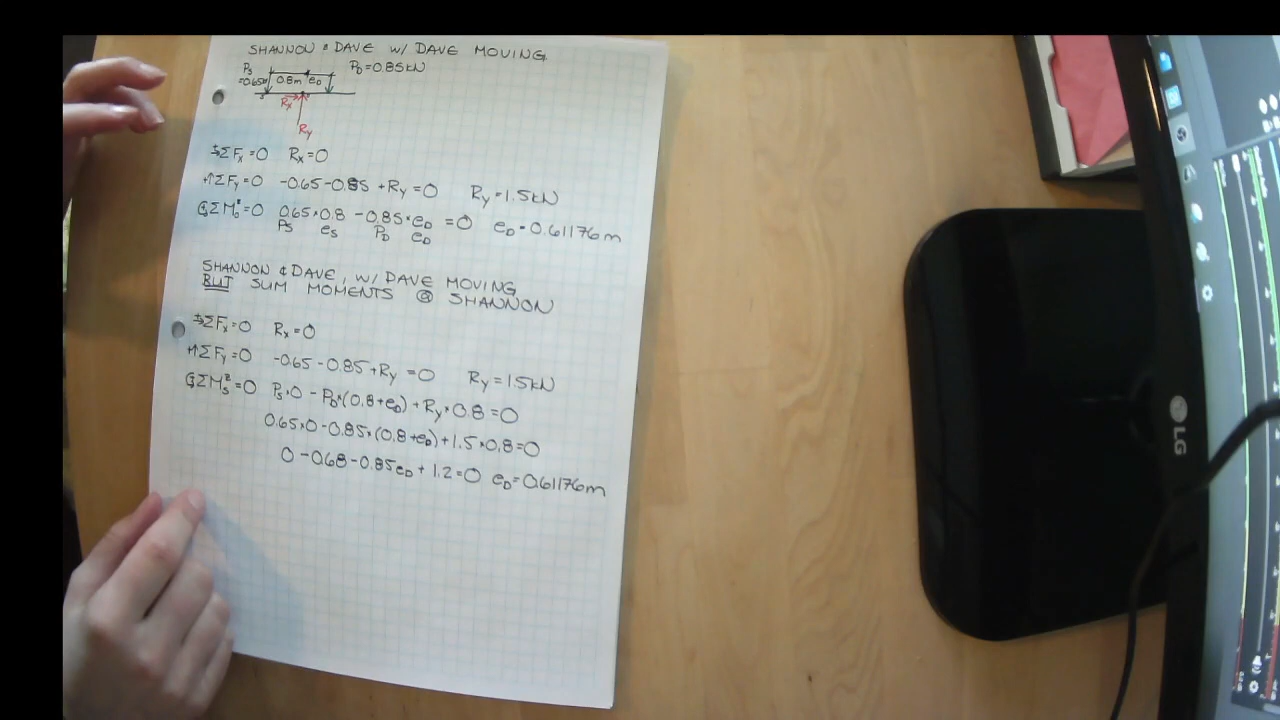 SHANNON & DAVE W/ DAVE MOVING
Ps =0.65kN 0.8m eD PD=0.85kN
Rx
Ry
ΣFx=0 Rx=0
+↑ΣFy=0 -0.65-0.85+Ry=0 Ry=1.5kN
ΣM=0 0.65×0.8 -0.85×eD =0 eD=0.61176m
Ps es PD eD
SHANNON & DAVE, W/ DAVE MOVING
BUT SUM MOMENTS @ SHANNON
ΣFx=0 Rx=0
+↑ΣFy=0 -0.65-0.85+Ry=0 Ry=1.5kN
ΣMs=0 Ps×0 - PD×(0.8+eD)+Ry×0.8=0
0.65×0-0.85×(0.8+eD)+1.5×0.8=0
0-0.68-0.85eD+1.2=0 eD=0.61176m
LG